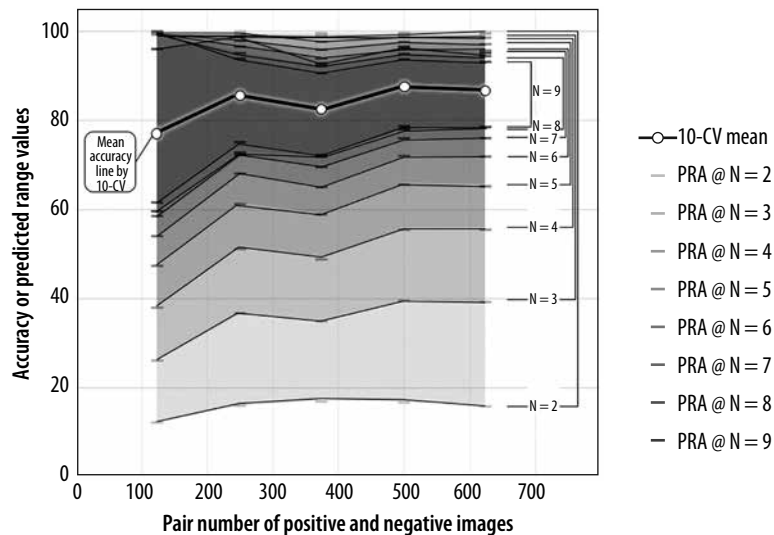 Accuracy or predicted range values
100
80
60
40
20
0
Mean
accuracy
line by
10-CV
N = 9
N = 8
N = 7
N = 6
N = 5
N = 4
N = 3
N = 2
0 100 200 300 400 500 600 700
Pair number of positive and negative images
10-CV mean
PRA @ N = 2
PRA @ N = 3
PRA @ N = 4
PRA @ N = 5
PRA @ N = 6
PRA @ N = 7
PRA @ N = 8
PRA @ N = 9